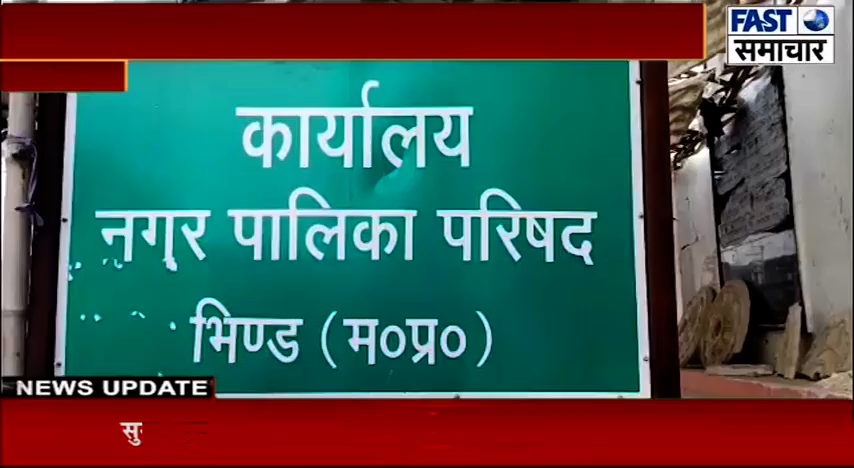 FAST
समाचार
कार्यालय
नगर पालिका परिषद
भिण्ड (म०प्र०)
NEWS UPDATE